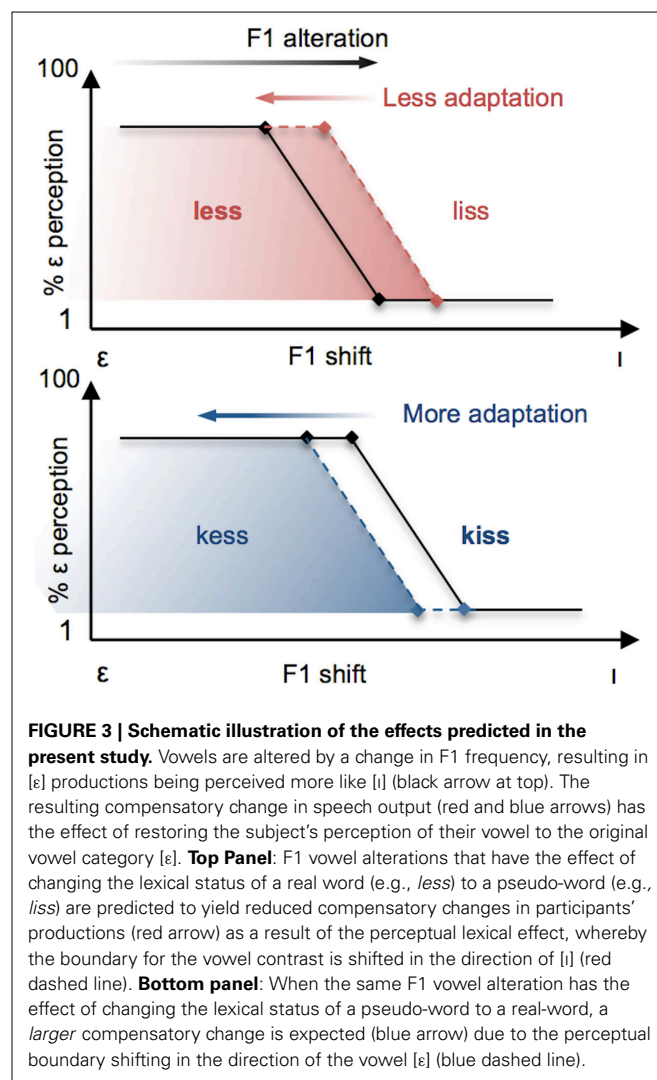 F1 alteration
100
Less adaptation
% ε perception
less
liss
1
ε
F1 shift
ı
100
More adaptation
% ε perception
kess
kiss
1
ε
F1 shift
ı
FIGURE 3 | Schematic illustration of the effects predicted in the
present study. Vowels are altered by a change in F1 frequency, resulting in
[ε] productions being perceived more like [ı] (black arrow at top). The
resulting compensatory change in speech output (red and blue arrows) has
the effect of restoring the subject’s perception of their vowel to the original
vowel category [ε]. Top Panel: F1 vowel alterations that have the effect of
changing the lexical status of a real word (e.g., less) to a pseudo-word (e.g.,
liss) are predicted to yield reduced compensatory changes in participants’
productions (red arrow) as a result of the perceptual lexical effect, whereby
the boundary for the vowel contrast is shifted in the direction of [ı] (red
dashed line). Bottom panel: When the same F1 vowel alteration has the
effect of changing the lexical status of a pseudo-word to a real-word, a
larger compensatory change is expected (blue arrow) due to the perceptual
boundary shifting in the direction of the vowel [ε] (blue dashed line).